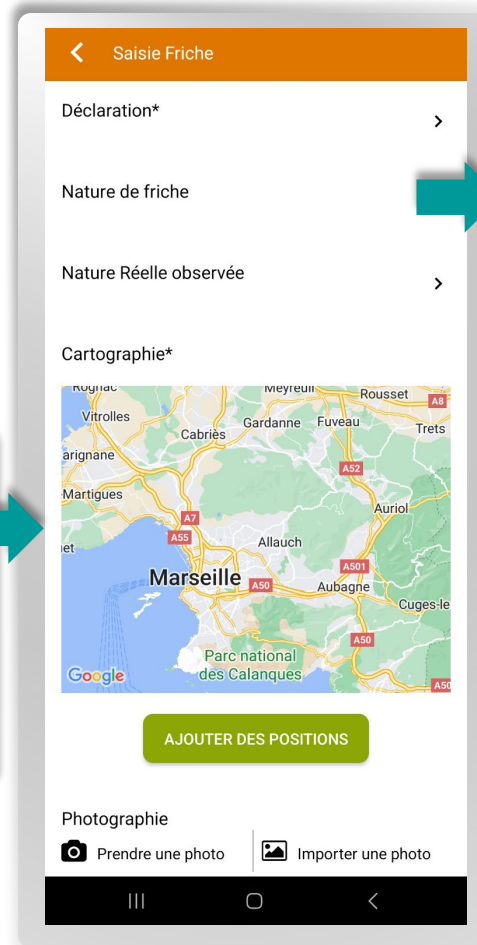 Saisie Friche
Déclaration*
Nature de friche
Nature Réelle observée
Cartographie*
Rognac
Meyreuil
Rousset
A8
Vitrolles
Cabriès
Gardanne
Fuveau
Trets
arignane
A52
Martigues
Auriol
A7
A55
et
Allauch
A501
Marseille
A50
Aubagne
Cuges-le
A50
Parc national
des Calanques
Google
A50
AJOUTER DES POSITIONS
Photographie
Prendre une photo
Importer une photo